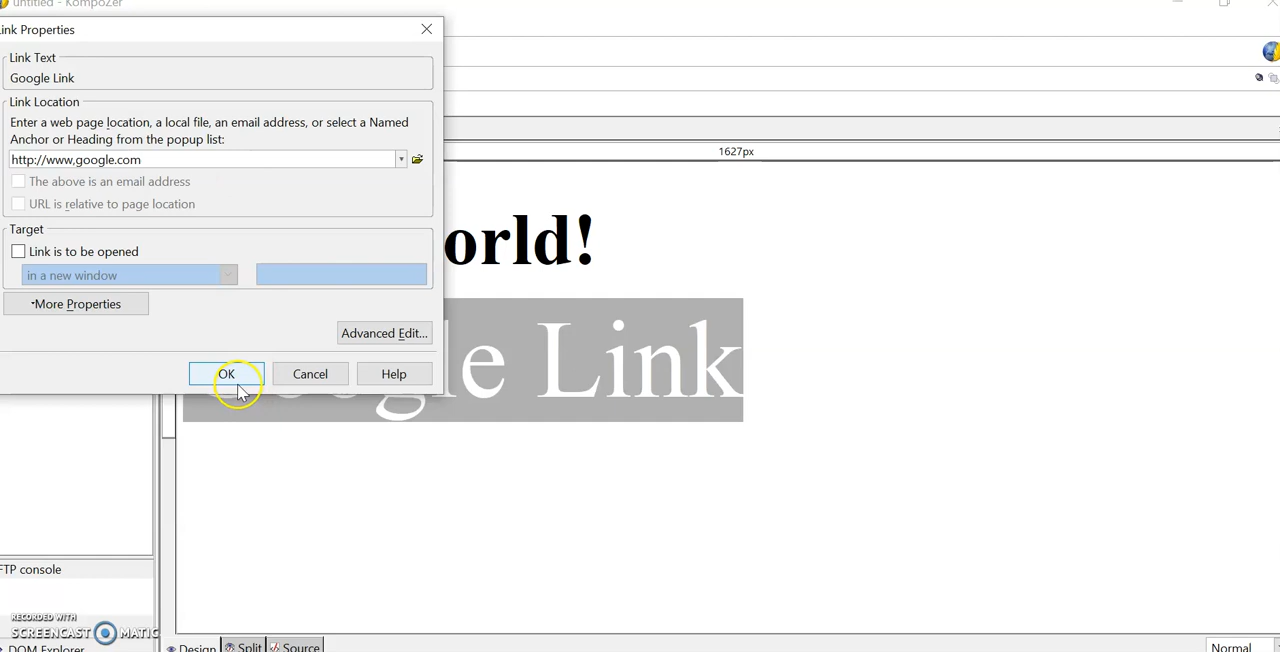 untitled - KompoZer
Link Properties
Link Text
Google Link
Link Location
Enter a web page location, a local file, an email address, or select a Named
Anchor or Heading from the popup list:
http://www,google.com
The above is an email address
URL is relative to page location
Target
Link is to be opened
in a new window
More Properties
Advanced Edit...
OK
Cancel
Help
1627px
orld!
le Link
FTP console
RECORDED WITH
SCREENCAST MATIC
DOM Explorer
Design
Split
Source
Normal